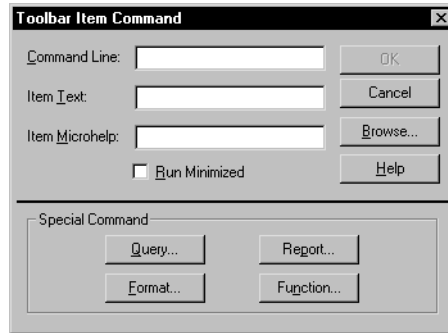 Toolbar Item Command
Command Line:
OK
Item Text:
Cancel
Item Microhelp:
Browse...
Run Minimized
Help
Special Command
Query...
Report...
Format...
Function...